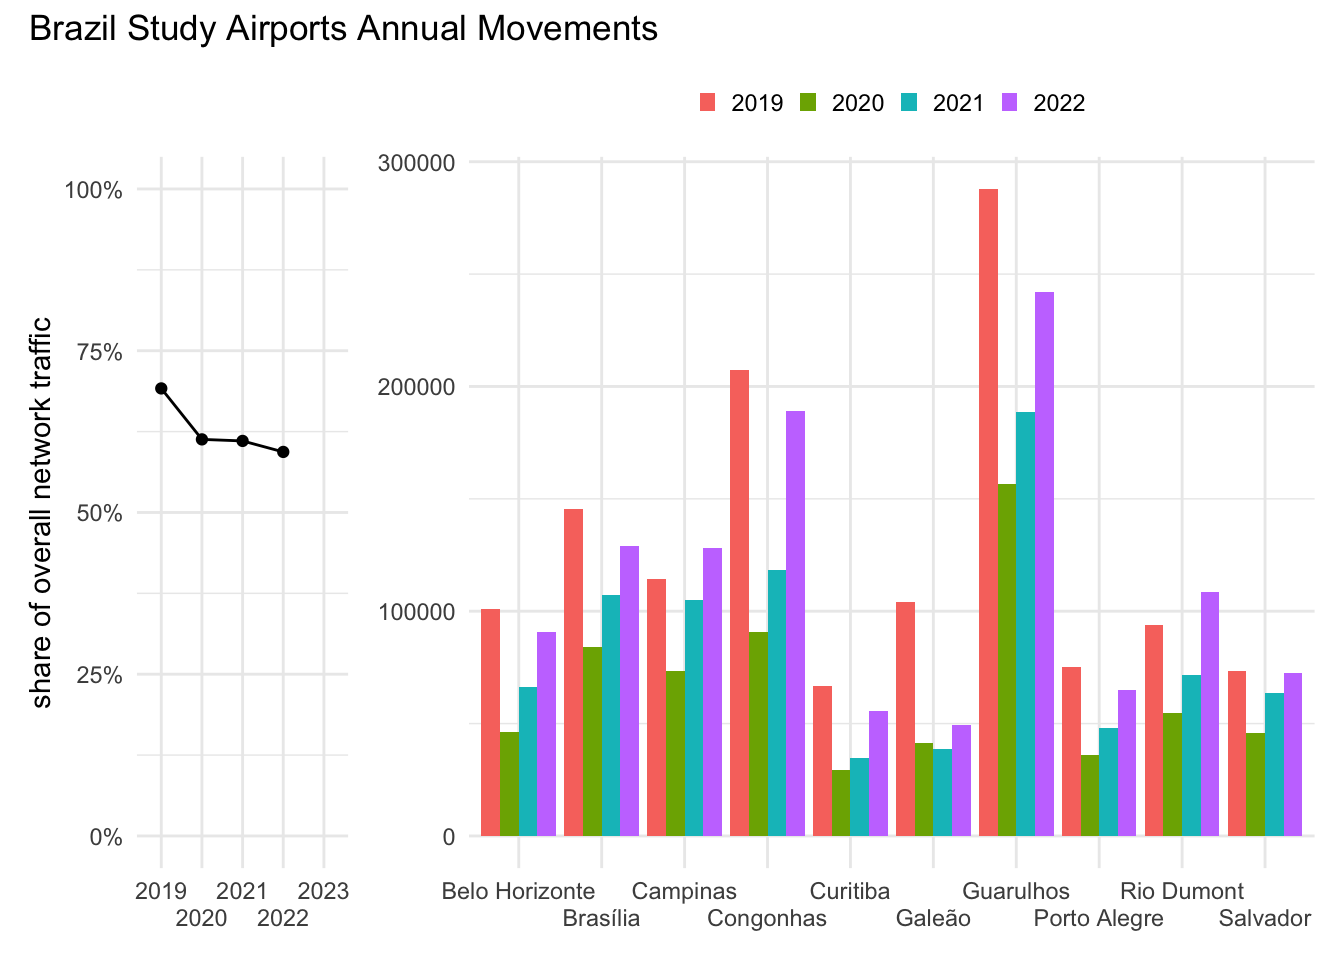 Brazil Study Airports Annual Movements
2019 2020 2021 2022
share of overall network traffic
100%
75%
50%
25%
0%
2019 2021 2023
2020 2022
300000
200000
100000
0
Belo Horizonte Campinas Curitiba Guarulhos Rio Dumont
Brasília Congonhas Galeão Porto Alegre Salvador